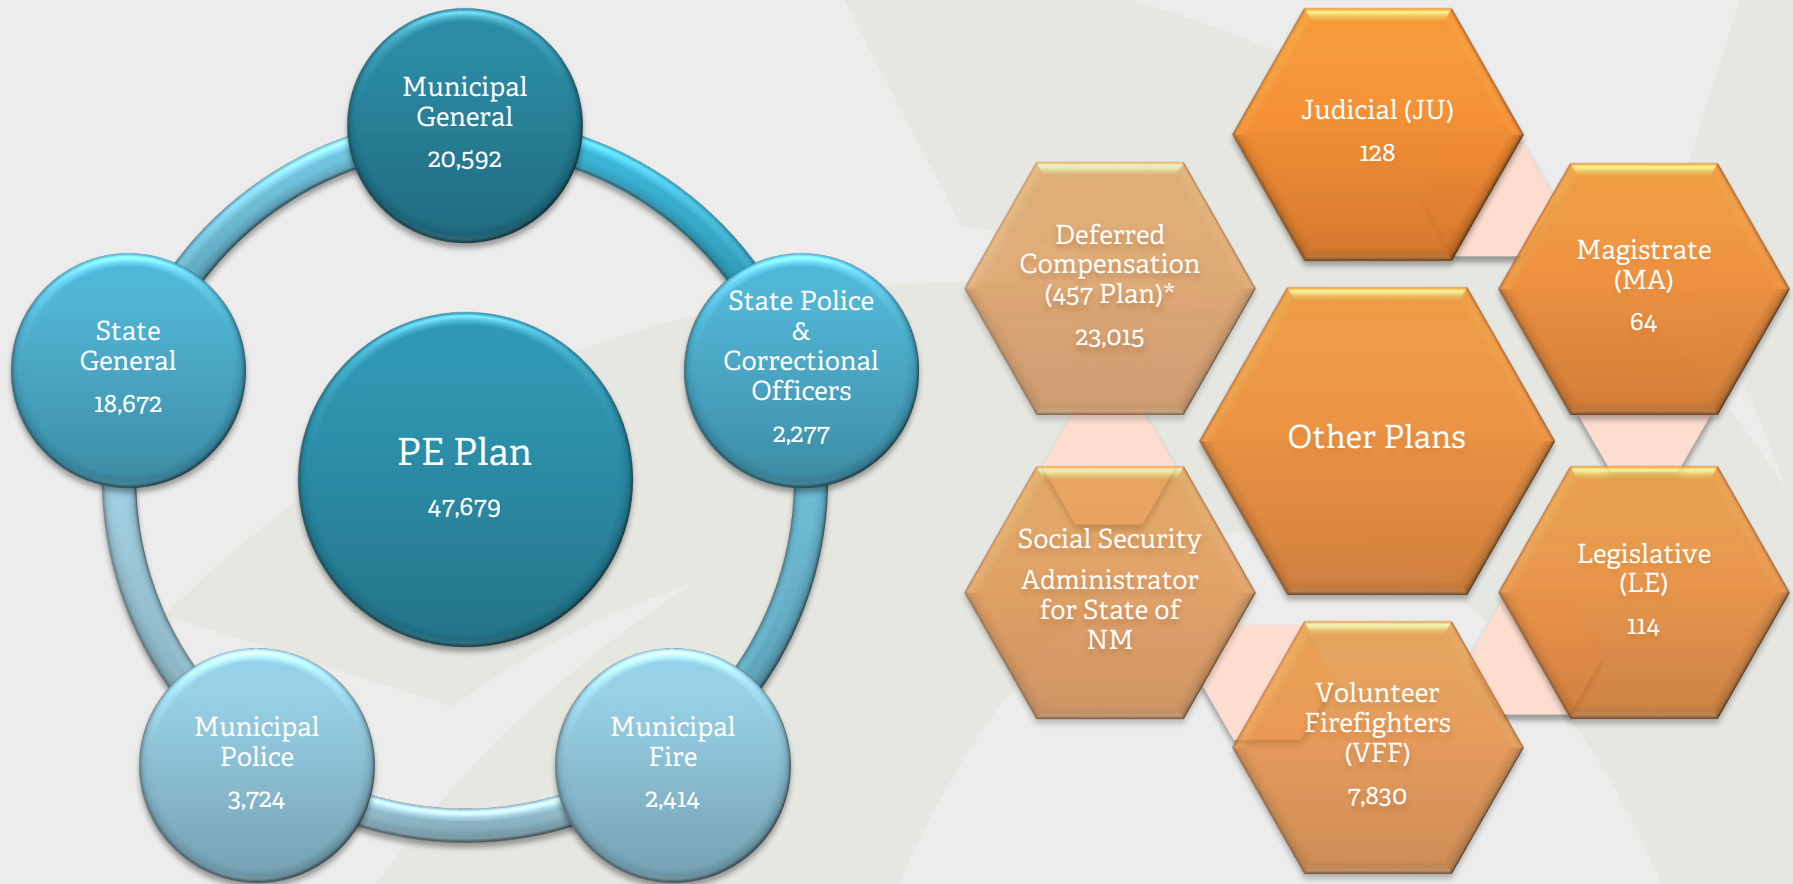 Municipal
General
20,592
State Police
&
Correctional
Officers
2,277
Municipal
Fire
2,414
Municipal
Police
3,724
State
General
18,672
PE Plan
47,679
Judicial (JU)
128
Magistrate
(MA)
64
Legislative
(LE)
114
Volunteer
Firefighters
(VFF)
7,830
Social Security
Administrator
for State of
NM
Deferred
Compensation
(457 Plan)*
23,015
Other Plans